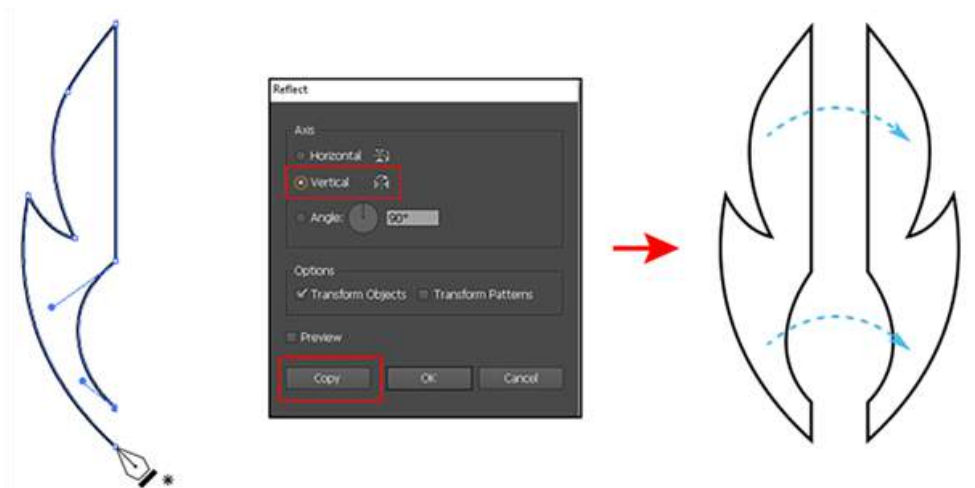 Reflect
Axis
Horizontal
Vertical
Angle: 90°
Options
Transform Objects Transform Patterns
Preview
Copy OK Cancel